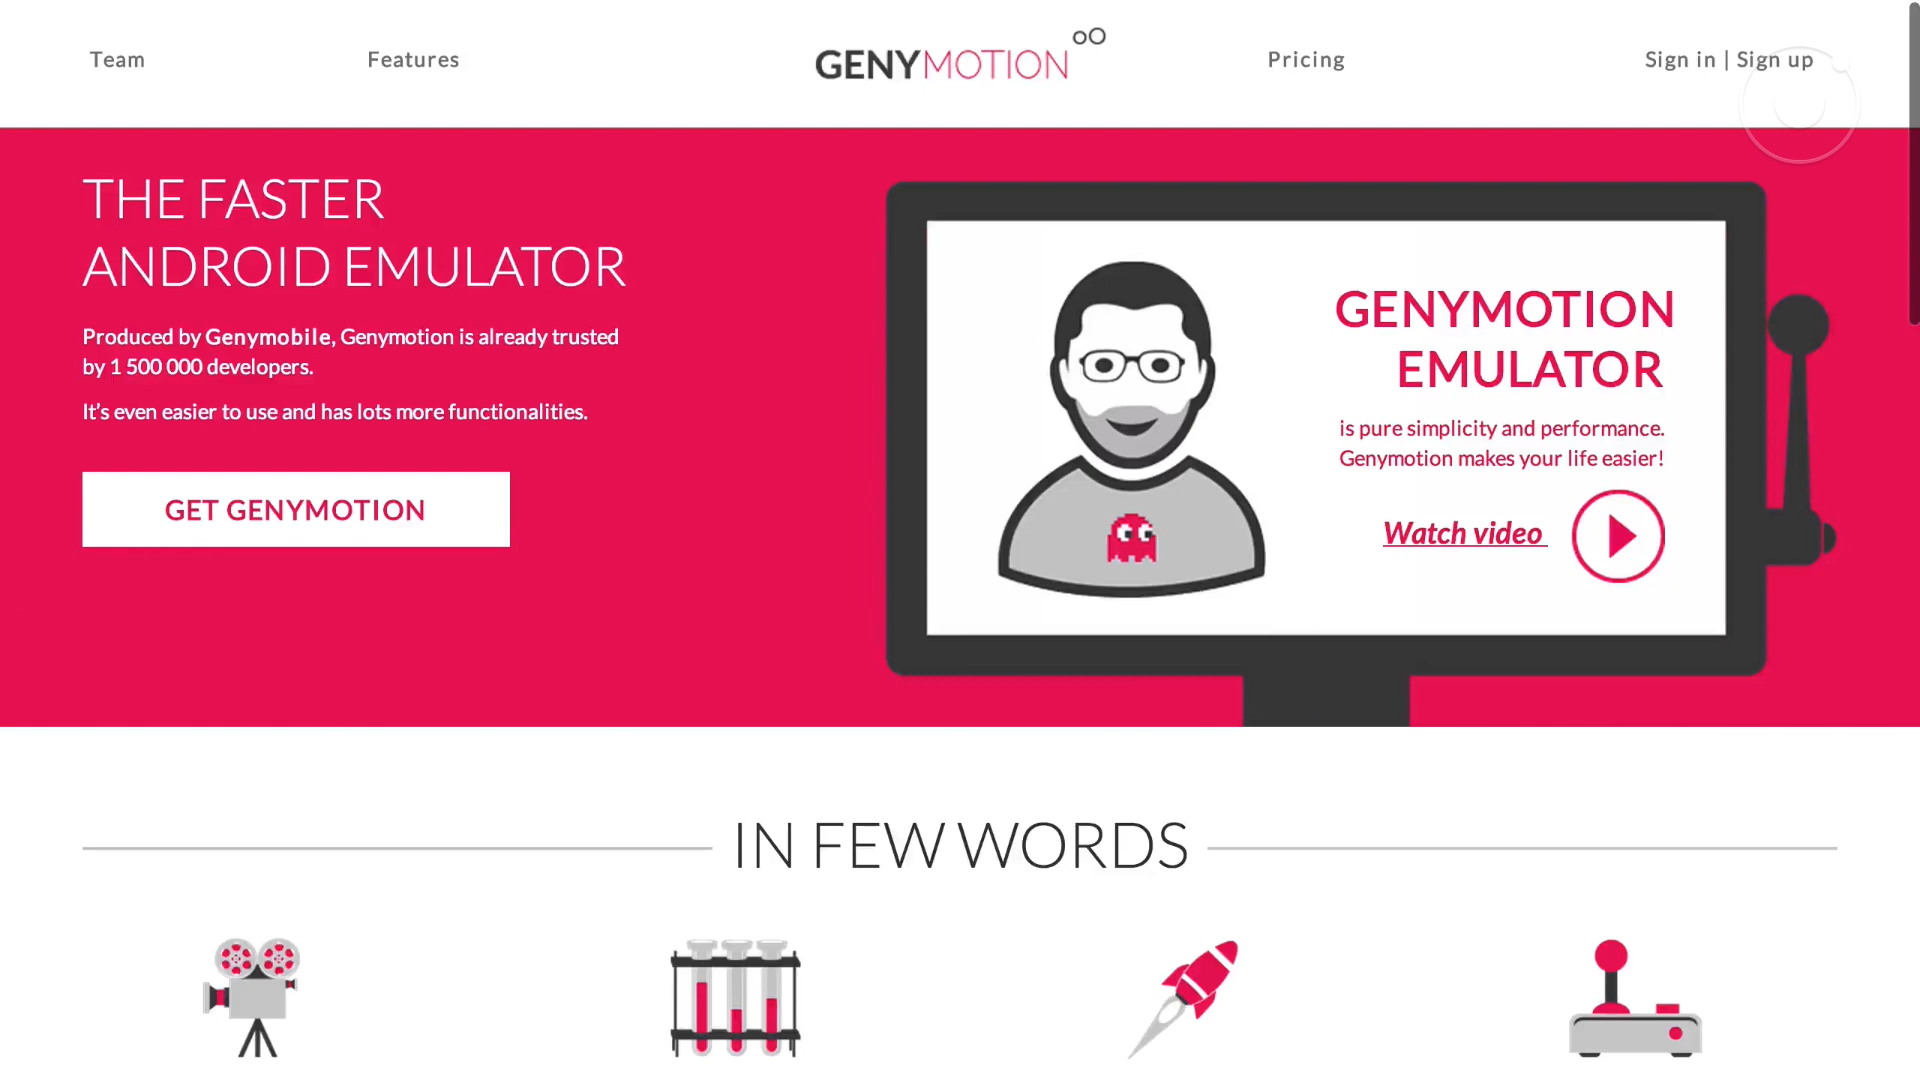 Team
Features
GENYMOTION
Pricing
Sign in | Sign up
THE FASTER
ANDROID EMULATOR
Produced by Genymobile, Genymotion is already trusted
by 1 500 000 developers.
It's even easier to use and has lots more functionalities.
GET GENYMOTION
GENYMOTION
EMULATOR
is pure simplicity and performance.
Genymotion makes your life easier!
Watch video
IN FEW WORDS